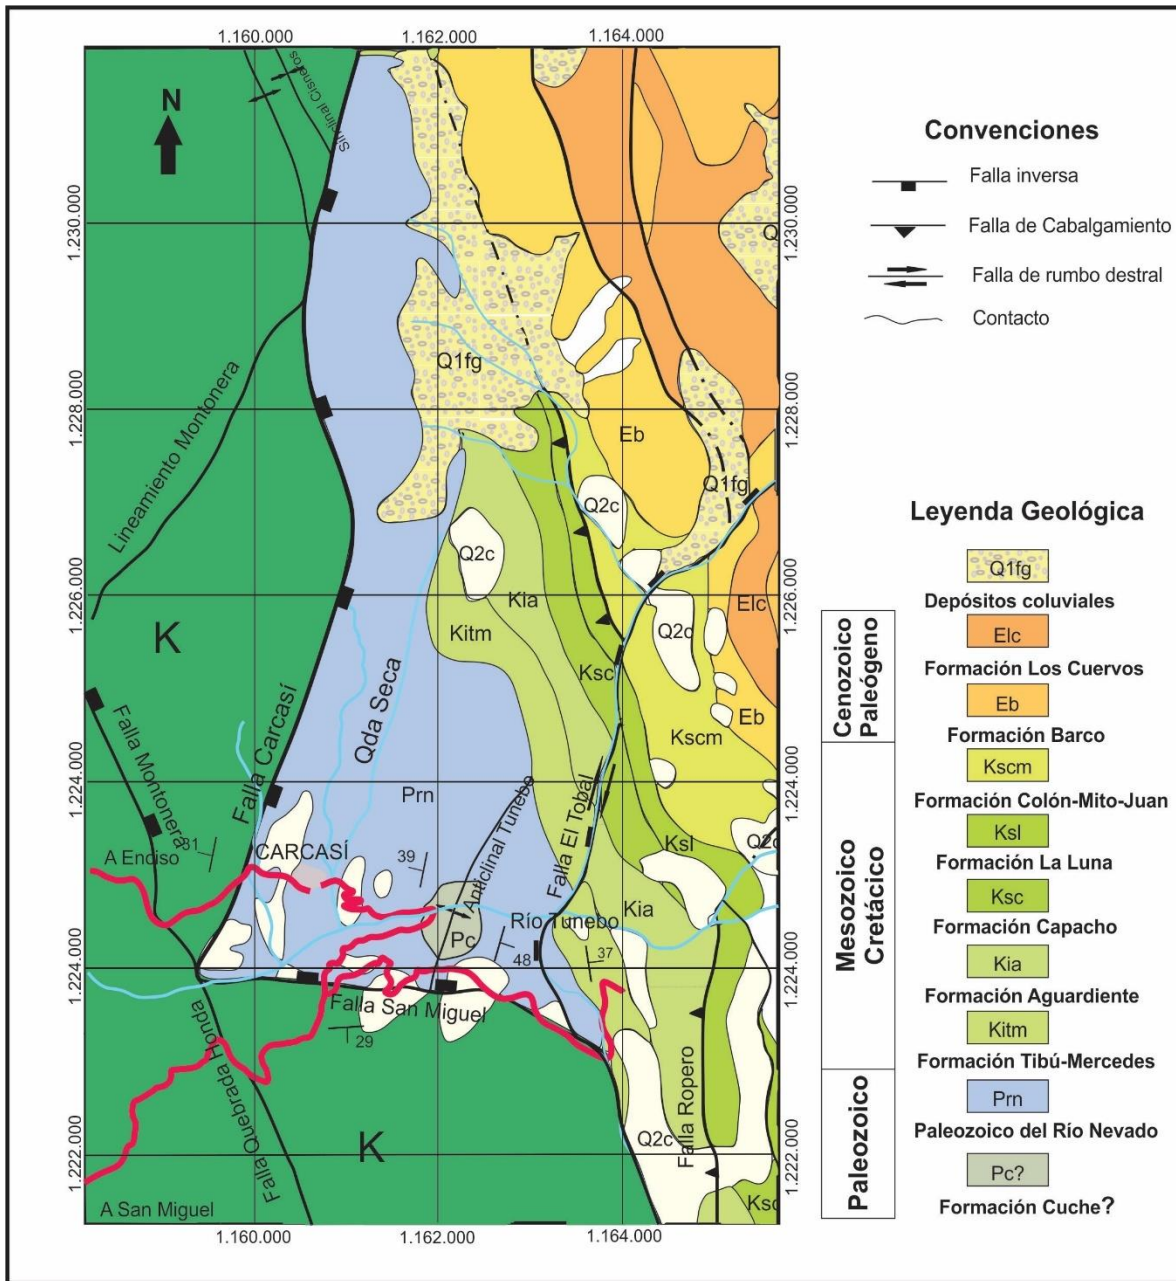 1.160.000
1.162.000
1.164.000
N
Sinclinal Cisneros
1.230.000
1.230.000
Lineamiento Montonera
Q1fg
1.228.000
1.228.000
Eb
Q1fg
Q2c
Q2c
Kla
1.226.000
1.226.000
Elc
K
Kitm
Q2c
Qda Seca
Ksc
Eb
Falla Montonera
Falla Carcasí
Kscm
1.224.000
1.224.000
Prn
Anticlinal Tunebo
Falla El Tobal
Ksl
31
A Enciso
CARCASÍ
39
Q2c
Río Tunebo
Kia
Pc
48
37
1.224.000
1.224.000
Falla San Miguel
29
Falla Quebrada Honda
Falla Ropero
K
Q2c
1.222.000
1.222.000
A San Miguel
Ksc
1.160.000
1.162.000
1.164.000
Convenciones
Falla inversa
Falla de Cabalgamiento
Falla de rumbo destral
Contacto
Leyenda Geológica
Q1fg
Depósitos coluviales
Cenozoico
Paleógeno
Elc
Formación Los Cuervos
Eb
Formación Barco
Mesozoico
Cretácico
Kscm
Formación Colón-Mito-Juan
Ksl
Formación La Luna
Ksc
Formación Capacho
Kia
Formación Aguardiente
Kitm
Formación Tibú-Mercedes
Paleozoico
Prn
Paleozoico del Río Nevado
Pc?
Formación Cuche?